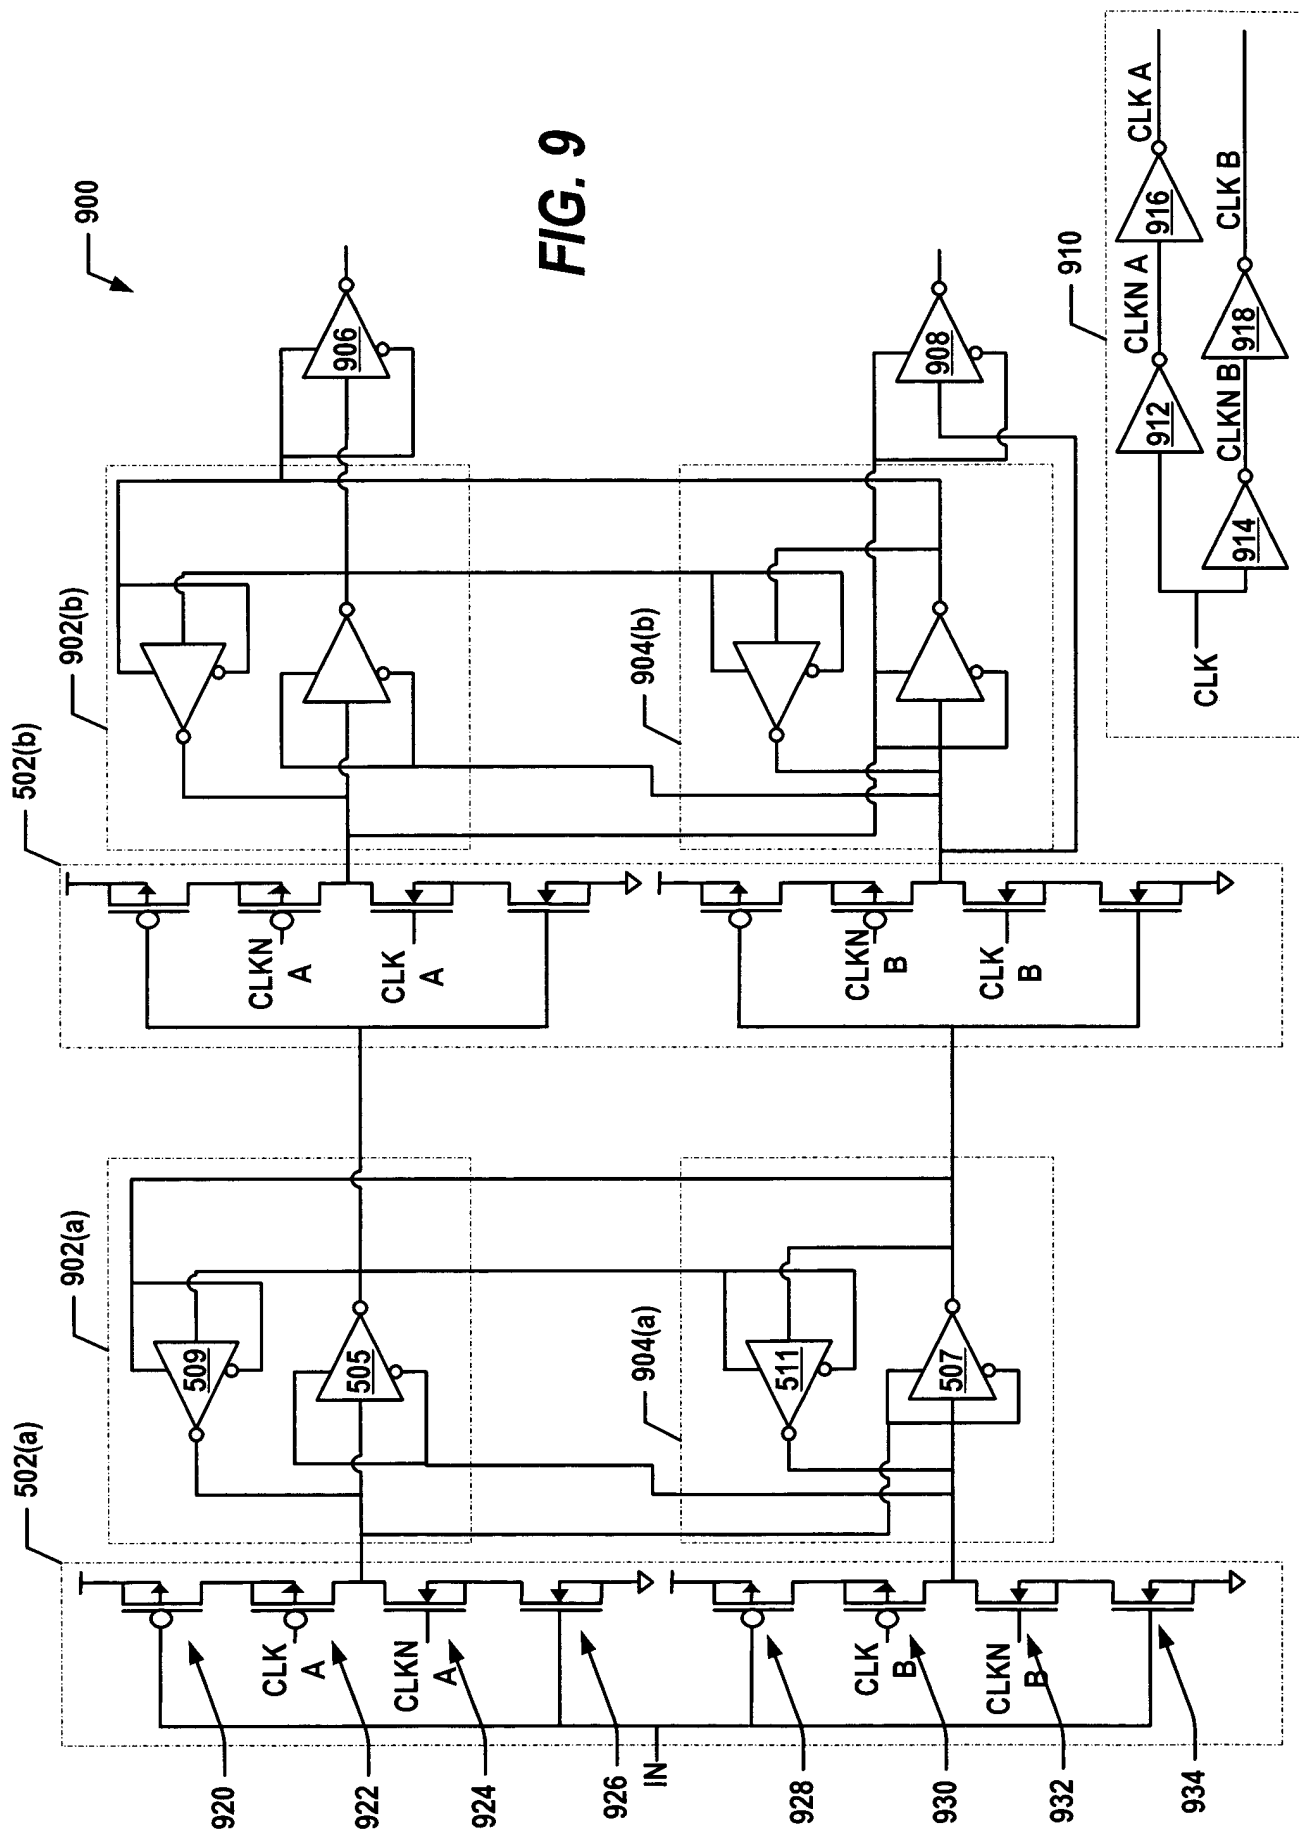 900
FIG. 9
502(a)
902(a)
502(b)
902(b)
904(a)
904(b)
509
505
511
507
906
908
CLK
A
CLKN
A
CLK
B
CLKN
B
CLKN
A
CLK
A
CLKN
B
CLK
B
IN
920
922
924
926
928
930
932
934
910
CLK
912
CLKN A
916
CLK A
914
CLKN B
918
CLK B